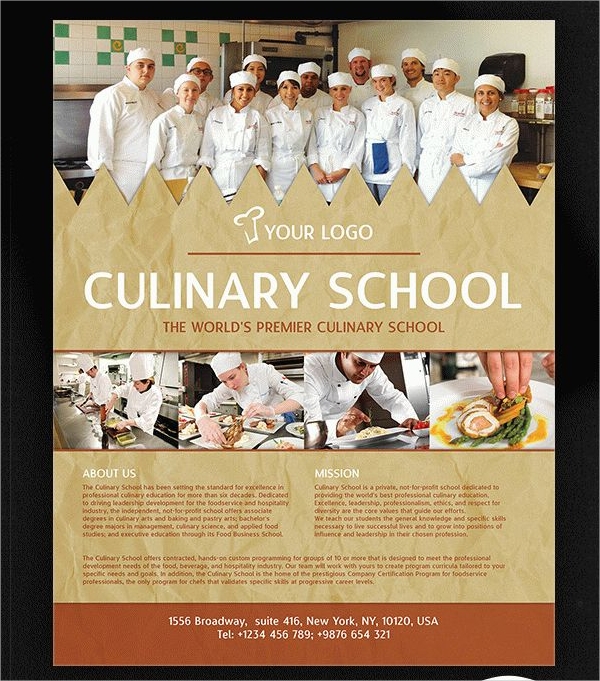 YOUR LOGO
CULINARY SCHOOL
THE WORLD'S PREMIER CULINARY SCHOOL
ABOUT US
The Culinary School has been setting the standard for excellence in
professional culinary education for more than six decades. Dedicated
to driving leadership development for the foodservice and hospitality
industry, the independent, not-for-profit school offers associate
degrees in culinary arts and baking and pastry arts; bachelor's
degree majors in management, culinary science, and applied food
studies; and executive education through its Food Business School.
MISSION
Culinary School is a private, not-for-profit school dedicated to
providing the world's best professional culinary education.
Excellence, leadership, professionalism, ethics, and respect for
diversity are the core values that guide our efforts.
We teach our students the general knowledge and specific skills
necessary to live successful lives and to grow into positions of
influence and leadership in their chosen profession.
The Culinary School offers contracted, hands-on custom programming for groups of 10 or more that is designed to meet the professional
development needs of the food, beverage, and hospitality industry. Our team will work with yours to create program curricula tailored to your
specific needs and goals. In addition, the Culinary School is the home of the prestigious Company Certification Program for foodservice
professionals, the only program for chefs that validates specific skills at progressive career levels.
1556 Broadway, suite 416, New York, NY, 10120, USA
Tel: +1234 456 789; +9876 654 321